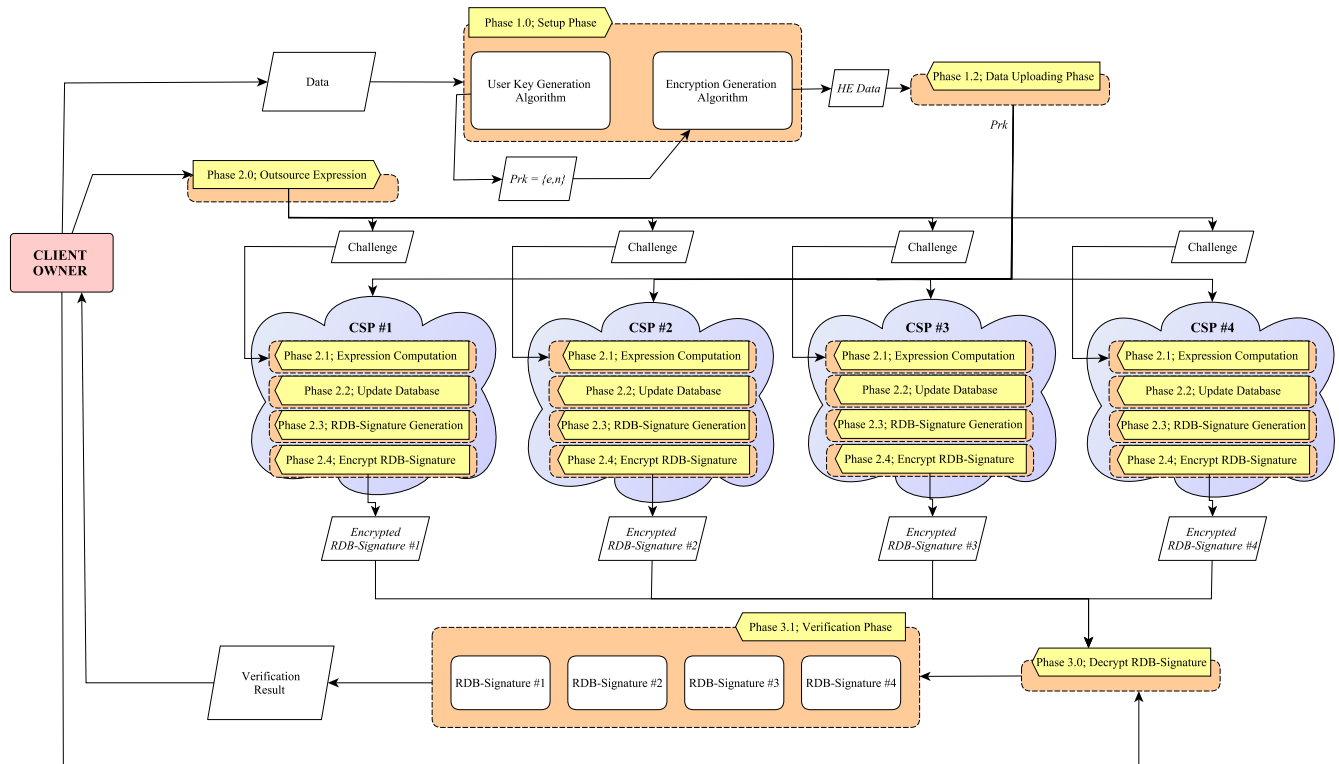 Phase 1.0; Setup Phase
Data
User Key Generation
Algorithm
Encryption Generation
Algorithm
HE Data
Phase 1.2; Data Uploading Phase
Prk
Prk = {e,n}
Phase 2.0; Outsource Expression
CLIENT
OWNER
Challenge
Challenge
Challenge
Challenge
CSP #1
Phase 2.1; Expression Computation
Phase 2.2; Update Database
Phase 2.3; RDB-Signature Generation
Phase 2.4; Encrypt RDB-Signature
CSP #2
Phase 2.1; Expression Computation
Phase 2.2; Update Database
Phase 2.3; RDB-Signature Generation
Phase 2.4; Encrypt RDB-Signature
CSP #3
Phase 2.1; Expression Computation
Phase 2.2; Update Database
Phase 2.3; RDB-Signature Generation
Phase 2.4; Encrypt RDB-Signature
CSP #4
Phase 2.1; Expression Computation
Phase 2.2; Update Database
Phase 2.3; RDB-Signature Generation
Phase 2.4; Encrypt RDB-Signature
Encrypted
RDB-Signature #1
Encrypted
RDB-Signature #2
Encrypted
RDB-Signature #3
Encrypted
RDB-Signature #4
Phase 3.1; Verification Phase
Phase 3.0; Decrypt RDB-Signature
RDB-Signature #1
RDB-Signature #2
RDB-Signature #3
RDB-Signature #4
Verification
Result